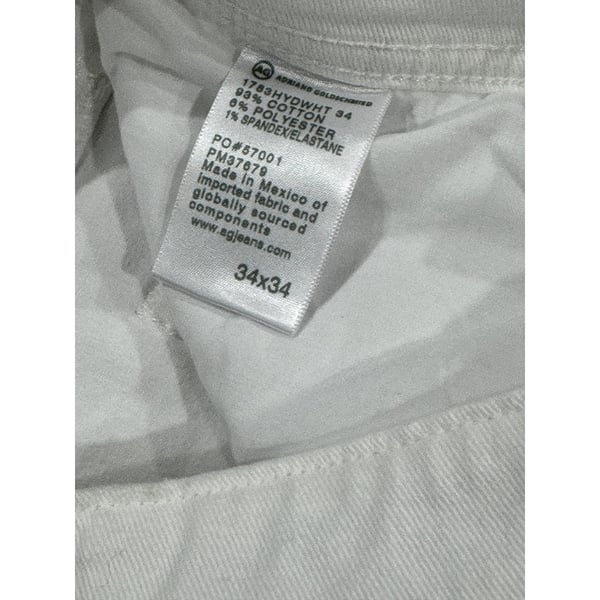 AG ADRIANO GOLDSCHMIED
1783HYDWHT 34
93% COTTON
6% POLYESTER
1% SPANDEX/ELASTANE
PO#57001
PM37679
Made in Mexico of
imported fabric and
globally sourced
components
www.agjeans.com
34x34